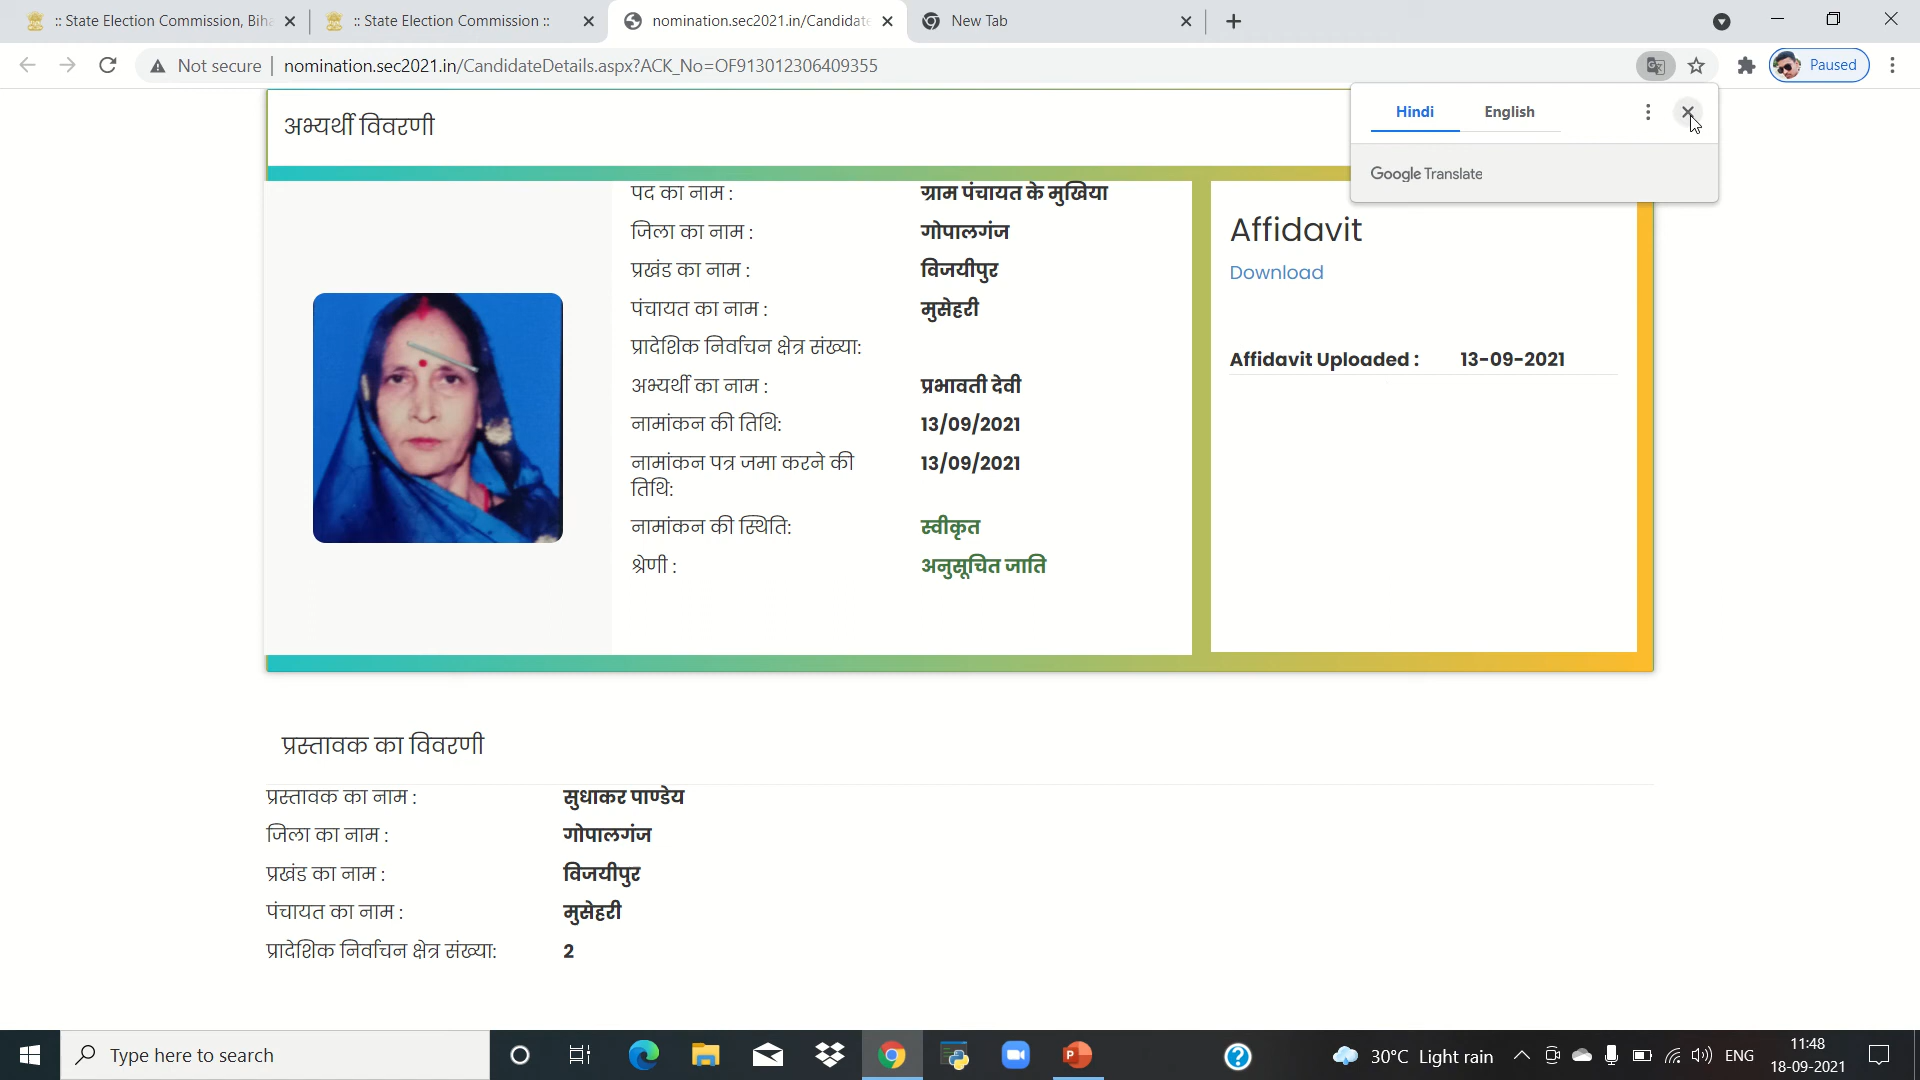 :: State Election Commission, Biha
:: State Election Commission ::
nomination.sec2021.in/Candidate
New Tab
Not secure
nomination.sec2021.in/CandidateDetails.aspx?ACK_No=OF913012306409355
Paused
Hindi English
Google Translate
अभ्यर्थी विवरणी
पद का नाम : ग्राम पंचायत के मुखिया
जिला का नाम : गोपालगंज
प्रखंड का नाम : विजयीपुर
पंचायत का नाम : मुसेहरी
प्रादेशिक निर्वाचन क्षेत्र संख्या:
अभ्यर्थी का नाम : प्रभावती देवी
नामांकन की तिथि: 13/09/2021
नामांकन पत्र जमा करने की 13/09/2021
तिथि:
नामांकन की स्थिति: स्वीकृत
श्रेणी : अनुसूचित जाति
Affidavit
Download
Affidavit Uploaded : 13-09-2021
प्रस्तावक का विवरणी
प्रस्तावक का नाम : सुधाकर पाण्डेय
जिला का नाम : गोपालगंज
प्रखंड का नाम : विजयीपुर
पंचायत का नाम : मुसेहरी
प्रादेशिक निर्वाचन क्षेत्र संख्या: 2
Type here to search
30°C Light rain
ENG
11:48
18-09-2021